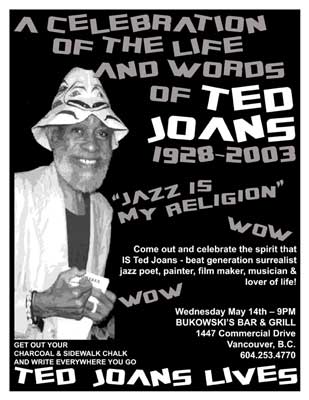 A CELEBRATION
OF THE LIFE
AND WORDS
OF TED
JOANS
1928-2003
"JAZZ IS
MY RELIGION"
WOW
Come out and celebrate the spirit that
IS Ted Joans - beat generation surrealist
jazz poet, painter, film maker, musician &
lover of life!
WOW
Wednesday May 14th – 9PM
BUKOWSKI'S BAR & GRILL
1447 Commercial Drive
Vancouver, B.C.
604.253.4770
GET OUT YOUR
CHARCOAL & SIDEWALK CHALK
AND WRITE EVERYWHERE YOU GO
TED JOANS LIVES